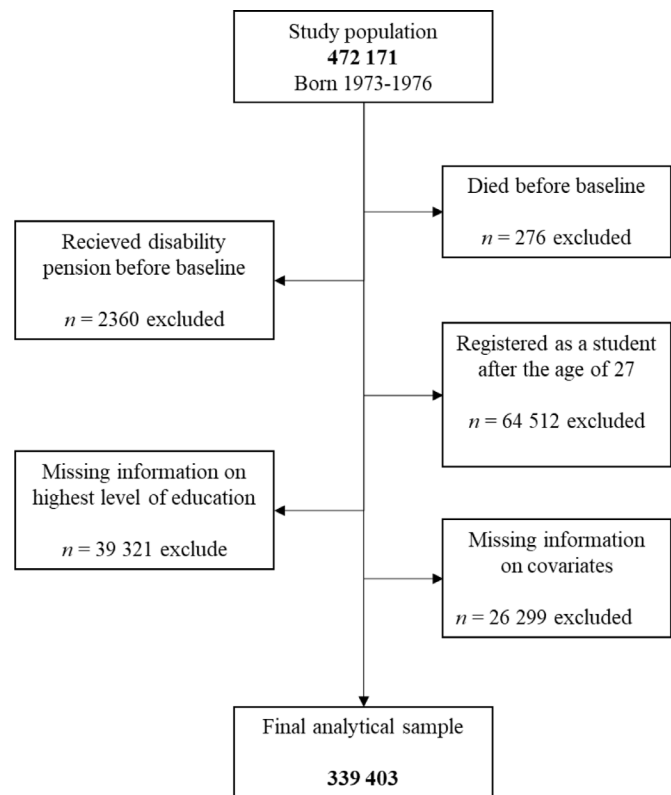 Study population
472 171
Born 1973-1976
Died before baseline
n = 276 excluded
Recieved disability
pension before baseline
n = 2360 excluded
Registered as a student
after the age of 27
n = 64 512 excluded
Missing information on
highest level of education
n = 39 321 exclude
Missing information
on covariates
n = 26 299 excluded
Final analytical sample
339 403